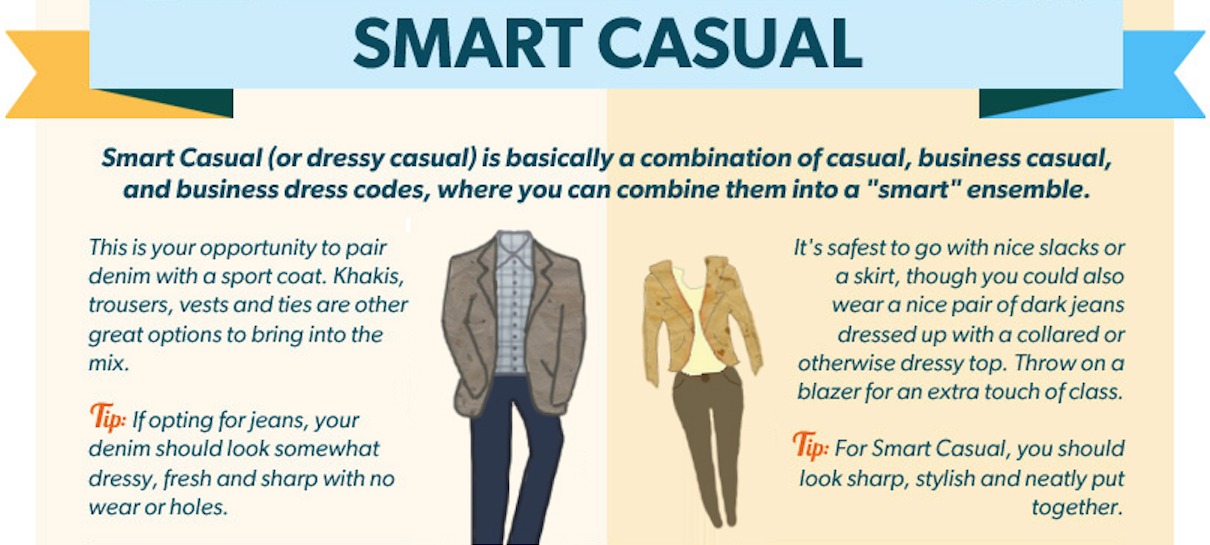 SMART CASUAL
Smart Casual (or dressy casual) is basically a combination of casual, business casual,
and business dress codes, where you can combine them into a "smart" ensemble.
This is your opportunity to pair
denim with a sport coat. Khakis,
trousers, vests and ties are other
great options to bring into the
mix.
Tip: If opting for jeans, your
denim should look somewhat
dressy, fresh and sharp with no
wear or holes.
It's safest to go with nice slacks or
a skirt, though you could also
wear a nice pair of dark jeans
dressed up with a collared or
otherwise dressy top. Throw on a
blazer for an extra touch of class.
Tip: For Smart Casual, you should
look sharp, stylish and neatly put
together.